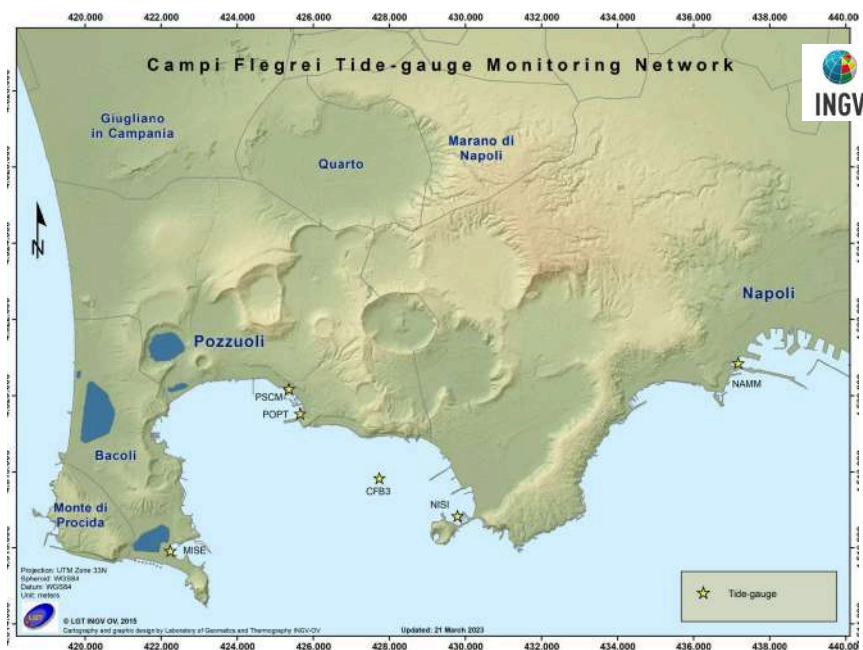 420.000 422.000 424.000 426.000 428.000 430.000 432.000 434.000 436.000 438.000 440.0
Campi Flegrei Tide-gauge Monitoring Network
INGV
Giugliano
in Campania
Marano di
Napoli
Quarto
N
Napoli
Pozzuoli
NAMM
PSCM
POPT
Bacoli
CFB3
NISI
Monte di
Procida
MISE
Projection: UTM Zone 33N
Spheroid: WGS84
Datum: WGS84
Unit: meters
Tide-gauge
LGT
© LGT INGV OV, 2015
Cartography and graphic design by Laboratory of Geomatics and Thermography INGV-OV
Updated: 21 March 2023
420.000 422.000 424.000 426.000 428.000 430.000 432.000 434.000 436.000 438.000 440.000